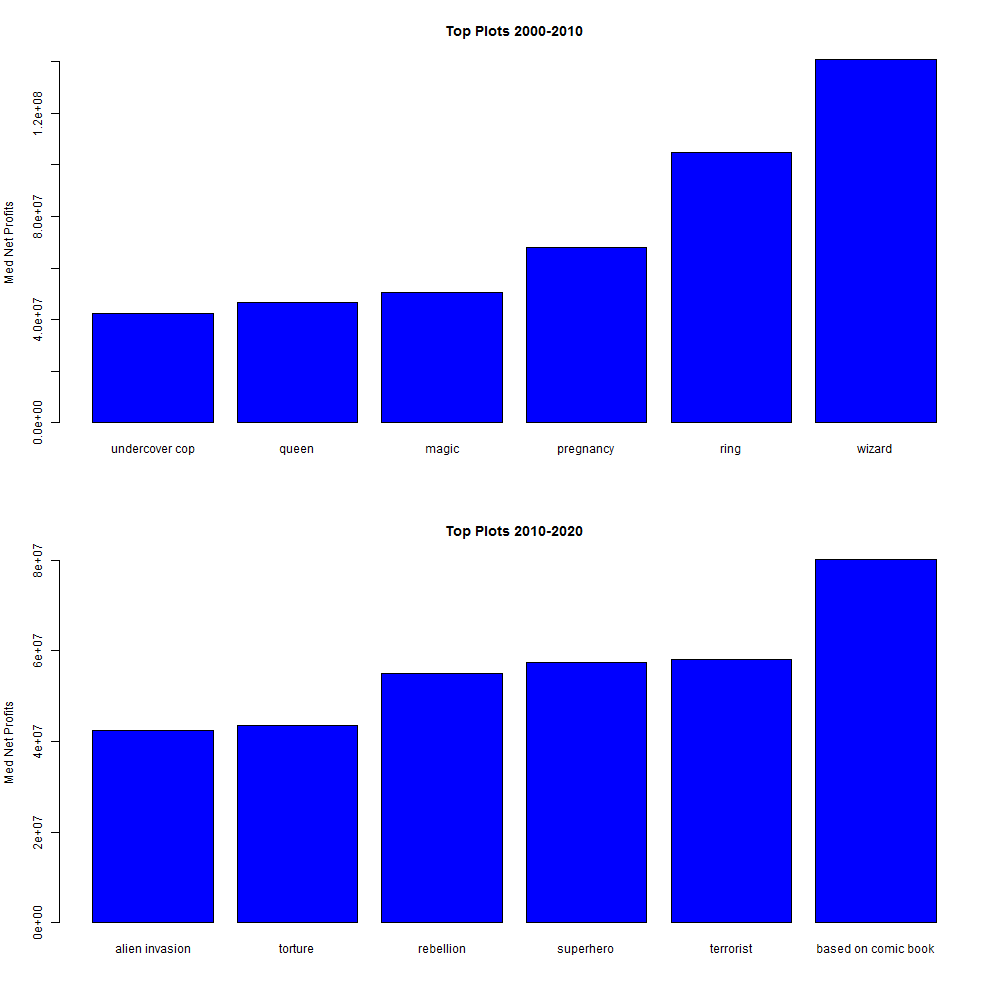 Top Plots 2000-2010
Med Net Profits
1.2e+08
8.0e+07
4.0e+07
0.0e+00
undercover cop queen magic pregnancy ring wizard
Top Plots 2010-2020
Med Net Profits
8e+07
6e+07
4e+07
2e+07
0e+00
alien invasion torture rebellion superhero terrorist based on comic book